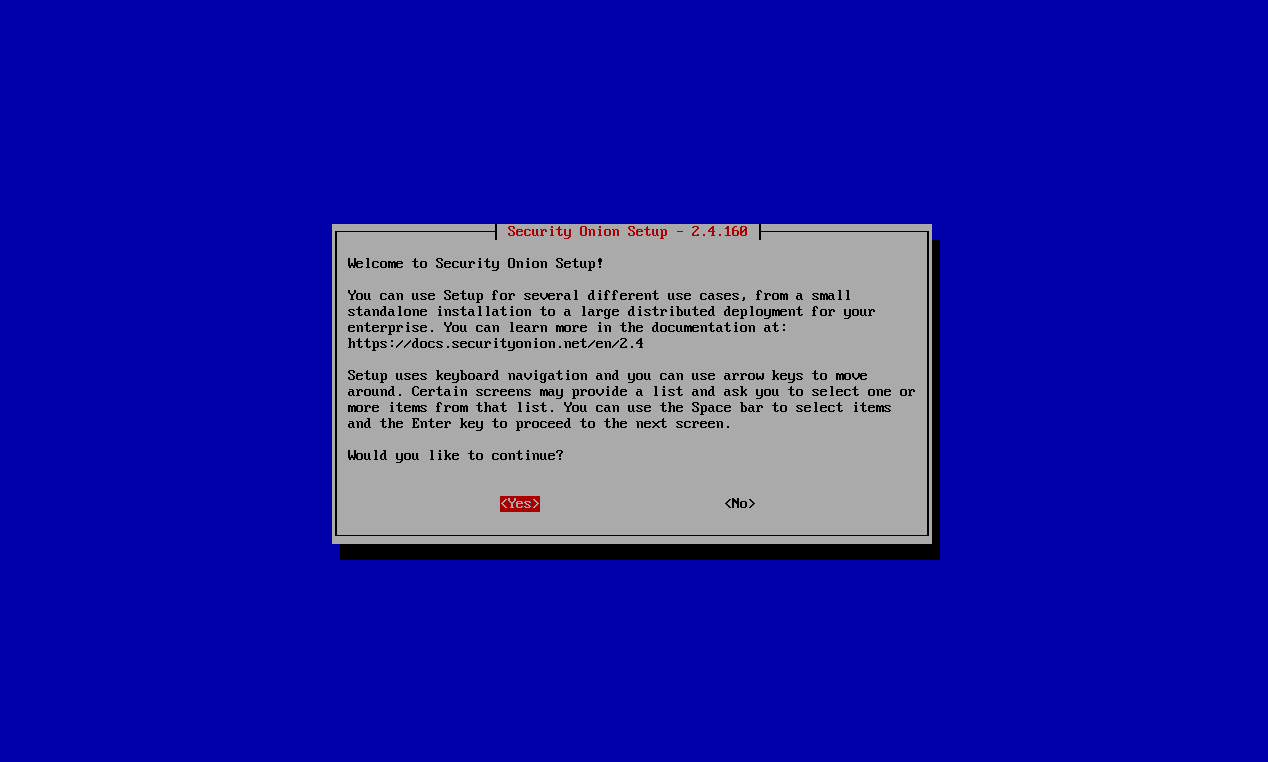 Security Onion Setup - 2.4.160
Welcome to Security Onion Setup!
You can use Setup for several different use cases, from a small
standalone installation to a large distributed deployment for your
enterprise. You can learn more in the documentation at:
https://docs.securityonion.net/en/2.4
Setup uses keyboard navigation and you can use arrow keys to move
around. Certain screens may provide a list and ask you to select one or
more items from that list. You can use the Space bar to select items
and the Enter key to proceed to the next screen.
Would you like to continue?
<Yes> <No>